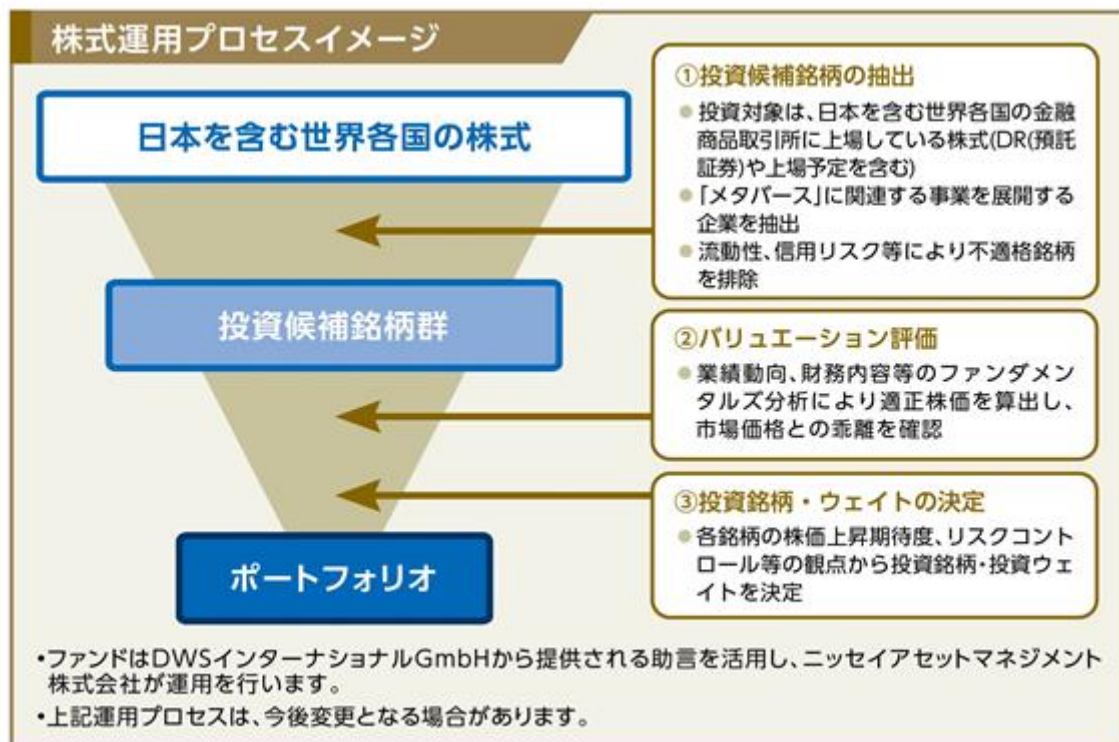 株式運用プロセスイメージ
日本を含む世界各国の株式
①投資候補銘柄の抽出
● 投資対象は、日本を含む世界各国の金融
商品取引所に上場している株式(DR(預託
証券)や上場予定を含む)
● 「メタバース」に関連する事業を展開する
企業を抽出
● 流動性、信用リスク等により不適格銘柄
を排除
投資候補銘柄群
②バリュエーション評価
● 業績動向、財務内容等のファンダメン
タルズ分析により適正株価を算出し、
市場価格との乖離を確認
③投資銘柄・ウェイトの決定
● 各銘柄の株価上昇期待度、リスクコント
ロール等の観点から投資銘柄・投資ウェ
イトを決定
ポートフォリオ
・ファンドはDWSインターナショナルGmbHから提供される助言を活用し、ニッセイアセットマネジメント
株式会社が運用を行います。
・上記運用プロセスは、今後変更となる場合があります。